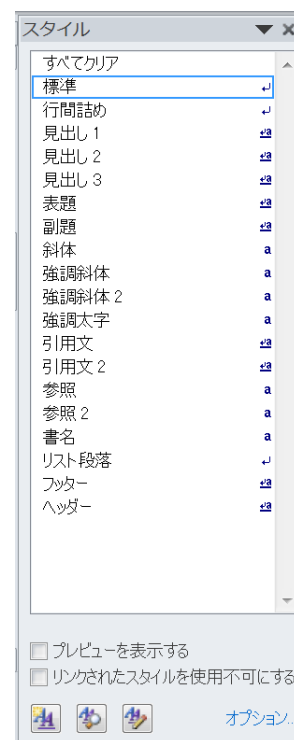 スタイル
すべてクリア
標準
行間詰め
見出し 1
見出し 2
見出し 3
表題
副題
斜体
強調斜体
強調斜体 2
強調太字
引用文
引用文 2
参照
参照 2
書名
リスト段落
フッター
ヘッダー
プレビューを表示する
リンクされたスタイルを使用不可にする
オプション...